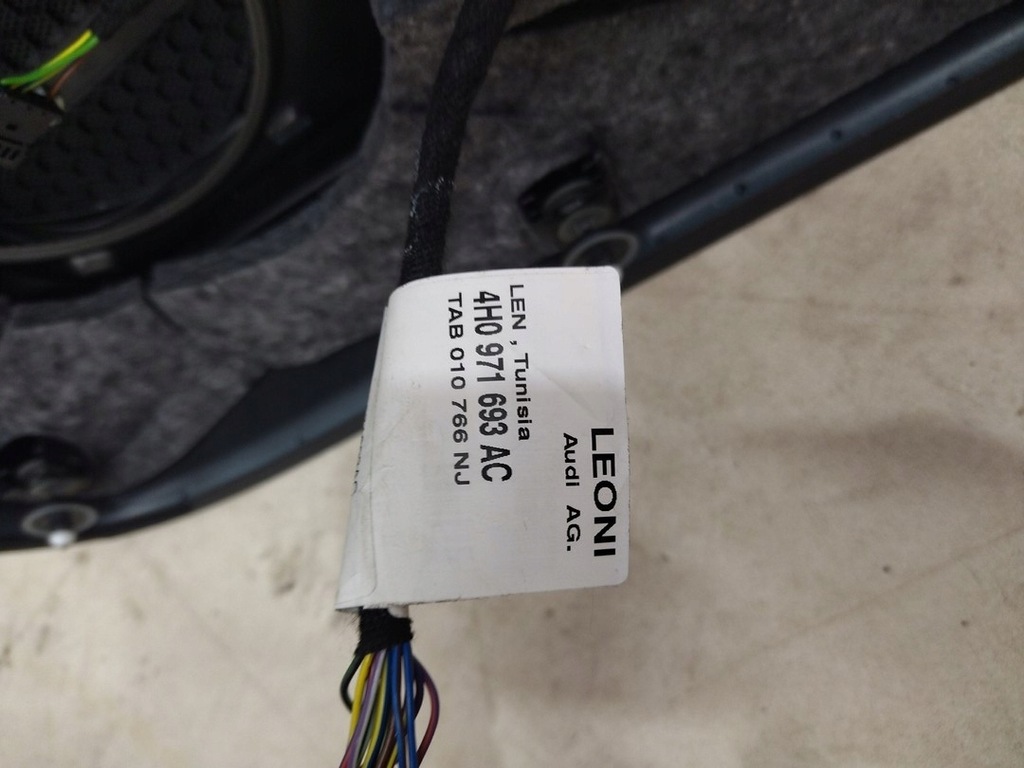 LEONI
Audi AG.
LEN , Tunisia
4H0 971 693 AC
TAB 010 766 NJ